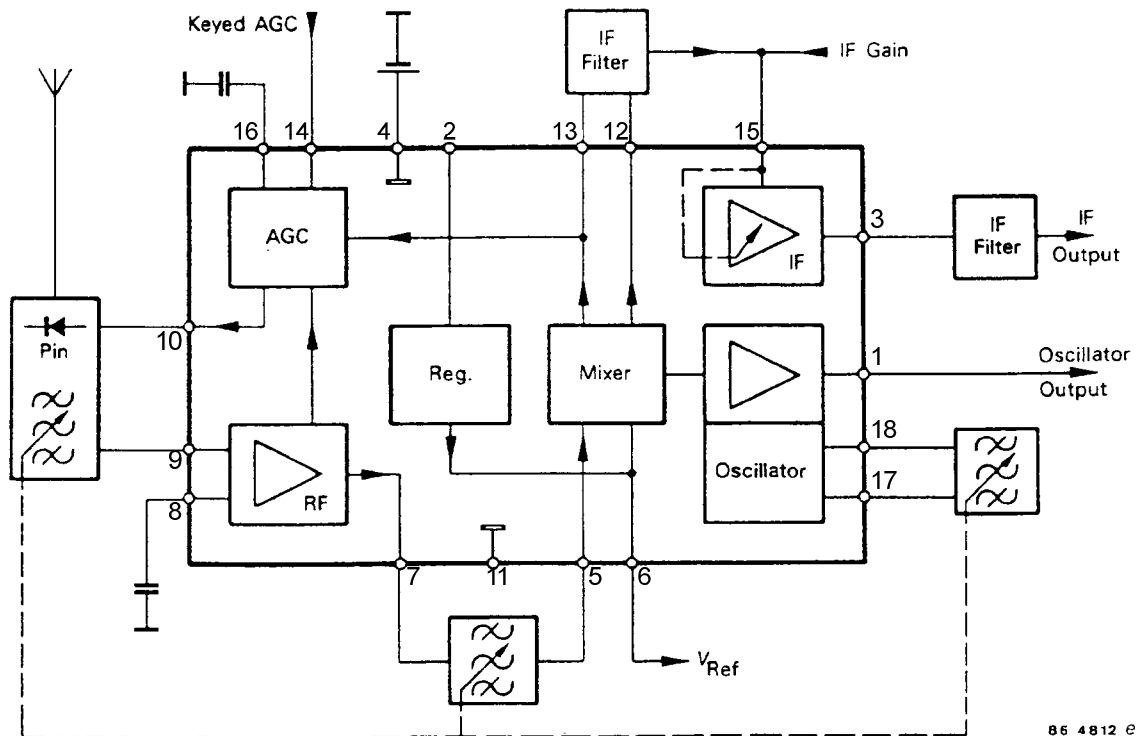 Keyed AGC
IF
Filter
IF Gain
16
14
4
2
13
12
15
AGC
IF
3
IF
Filter
IF
Output
10
Pin
Reg.
Mixer
1
Oscillator
Output
9
8
RF
Oscillator
18
17
7
11
5
6
VRef
86 4812 e